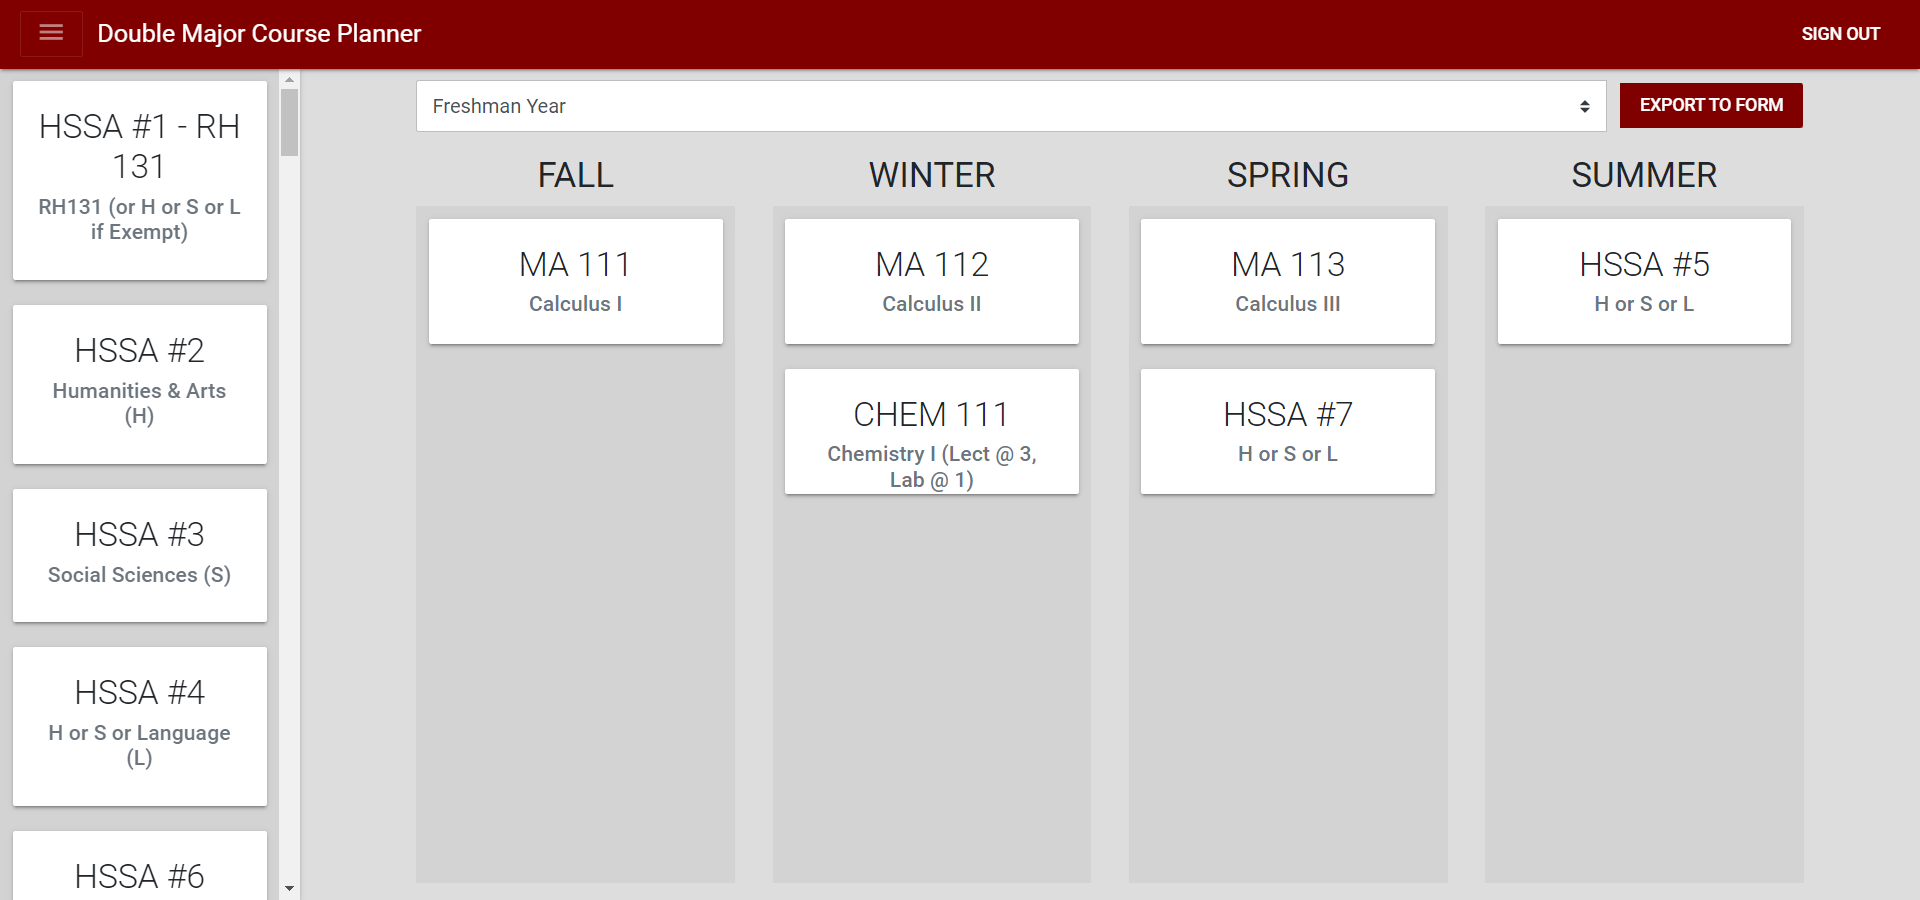 Double Major Course Planner
SIGN OUT
HSSA #1 - RH
131
RH131 (or H or S or L
if Exempt)
HSSA #2
Humanities & Arts
(H)
HSSA #3
Social Sciences (S)
HSSA #4
H or S or Language
(L)
HSSA #6
Freshman Year
EXPORT TO FORM
FALL
MA 111
Calculus I
WINTER
MA 112
Calculus II
CHEM 111
Chemistry I (Lect @ 3,
Lab @ 1)
SPRING
MA 113
Calculus III
HSSA #7
H or S or L
SUMMER
HSSA #5
H or S or L